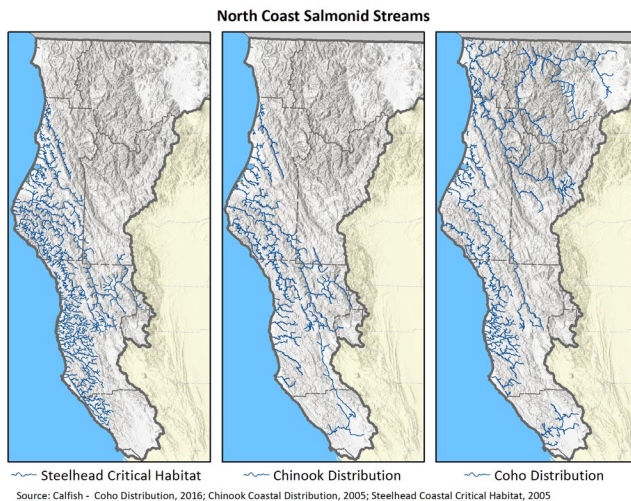 North Coast Salmonid Streams
Steelhead Critical Habitat
Chinook Distribution
Coho Distribution
Source: Calfish - Coho Distribution, 2016; Chinook Coastal Distribution, 2005; Steelhead Coastal Critical Habitat, 2005